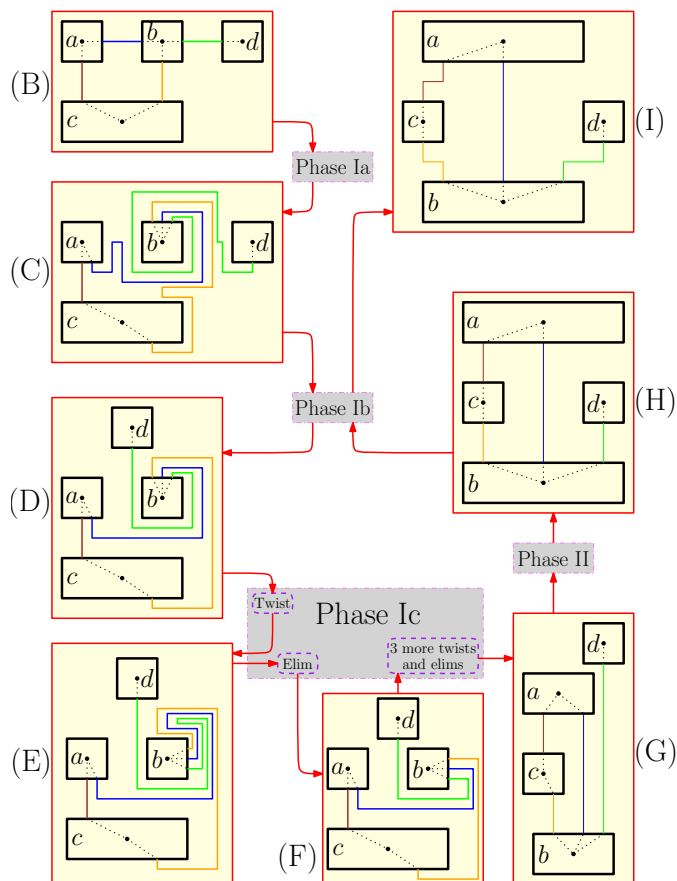 (B)
a
b
d
c
Phase Ia
a
c
d
b
(I)
(C)
a
b
d
c
Phase Ib
a
c
d
b
(H)
(D)
d
a
b
c
Phase II
Phase Ic
Twist
Elim
3 more twists
and elims
(E)
d
a
b
c
(F)
d
a
b
c
(G)
d
a
c
b